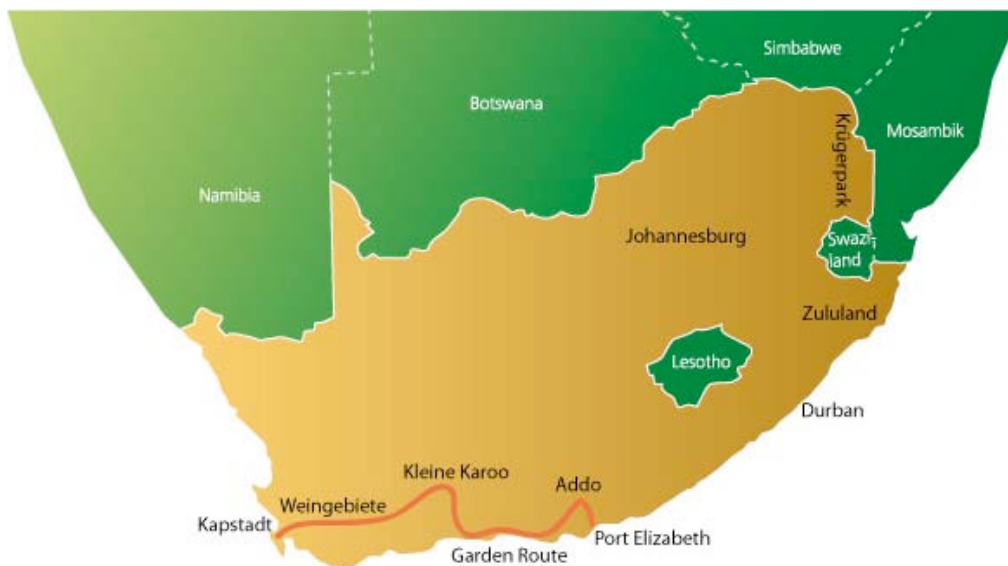 Simbabwe
Botswana
Mosambik
Krügerpark
Namibia
Johannesburg
Swazi-
land
Zululand
Lesotho
Durban
Kleine Karoo
Addo
Weingebiete
Kapstadt
Port Elizabeth
Garden Route